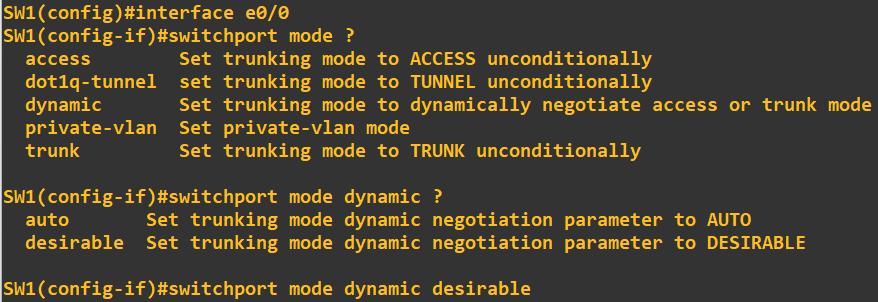 SW1(config)#interface e0/0
SW1(config-if)#switchport mode ?
  access        Set trunking mode to ACCESS unconditionally
  dot1q-tunnel  set trunking mode to TUNNEL unconditionally
  dynamic       Set trunking mode to dynamically negotiate access or trunk mode
  private-vlan  Set private-vlan mode
  trunk         Set trunking mode to TRUNK unconditionally
SW1(config-if)#switchport mode dynamic ?
  auto       Set trunking mode dynamic negotiation parameter to AUTO
  desirable  Set trunking mode dynamic negotiation parameter to DESIRABLE
SW1(config-if)#switchport mode dynamic desirable